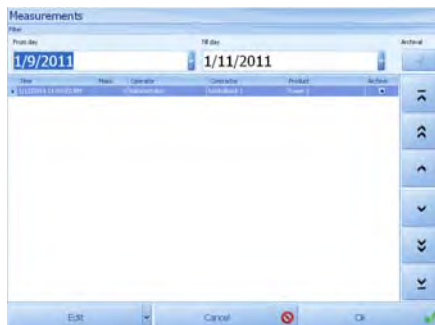 Measurements
Filter
From day Till day Archival
1/9/2011 1/11/2011
Time Mass Operator Contractor Product Archive
Edit Cancel Ok